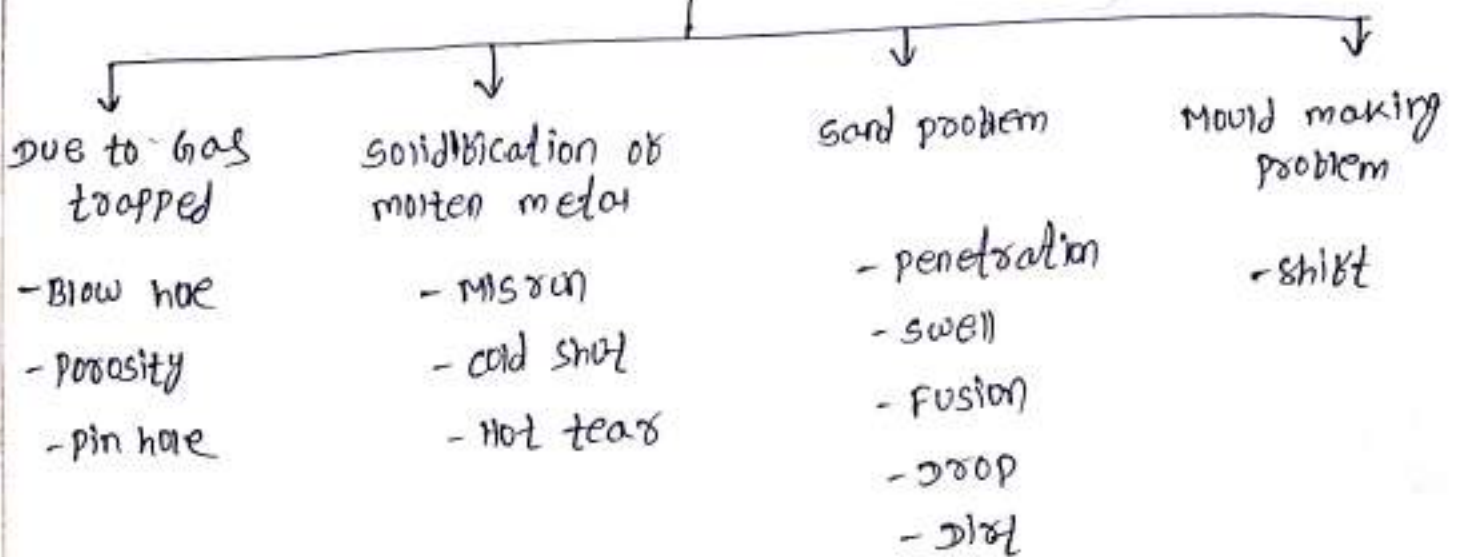 Due to Gas
trapped
- Blow hole
- Porosity
- Pin hole
Solidification of
molten metal
- Misrun
- Cold shot
- Hot tear
Sand problem
- Penetration
- Swell
- Fusion
- Drop
- Dirt
Mould making
problem
- Shift